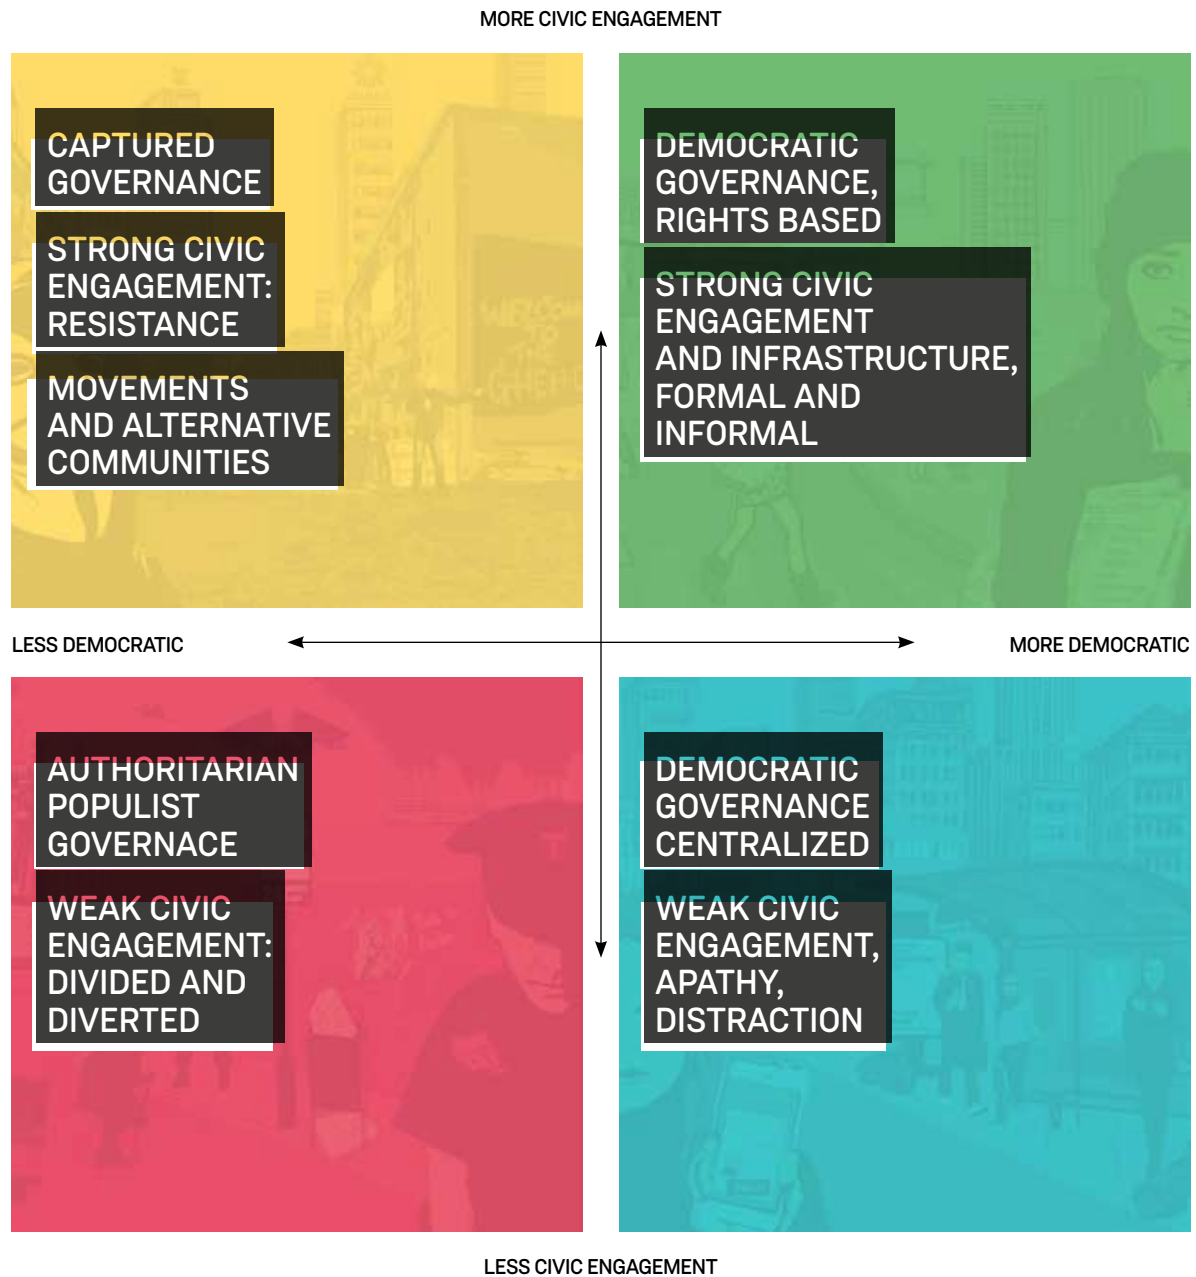 MORE CIVIC ENGAGEMENT
CAPTURED
GOVERNANCE
STRONG CIVIC
ENGAGEMENT:
RESISTANCE
MOVEMENTS
AND ALTERNATIVE
COMMUNITIES
DEMOCRATIC
GOVERNANCE,
RIGHTS BASED
STRONG CIVIC
ENGAGEMENT
AND INFRASTRUCTURE,
FORMAL AND
INFORMAL
WELCOME
TO
LESS DEMOCRATIC
MORE DEMOCRATIC
AUTHORITARIAN
POPULIST
GOVERNACE
WEAK CIVIC
ENGAGEMENT:
DIVIDED AND
DIVERTED
DEMOCRATIC
GOVERNANCE
CENTRALIZED
WEAK CIVIC
ENGAGEMENT,
APATHY,
DISTRACTION
LESS CIVIC ENGAGEMENT